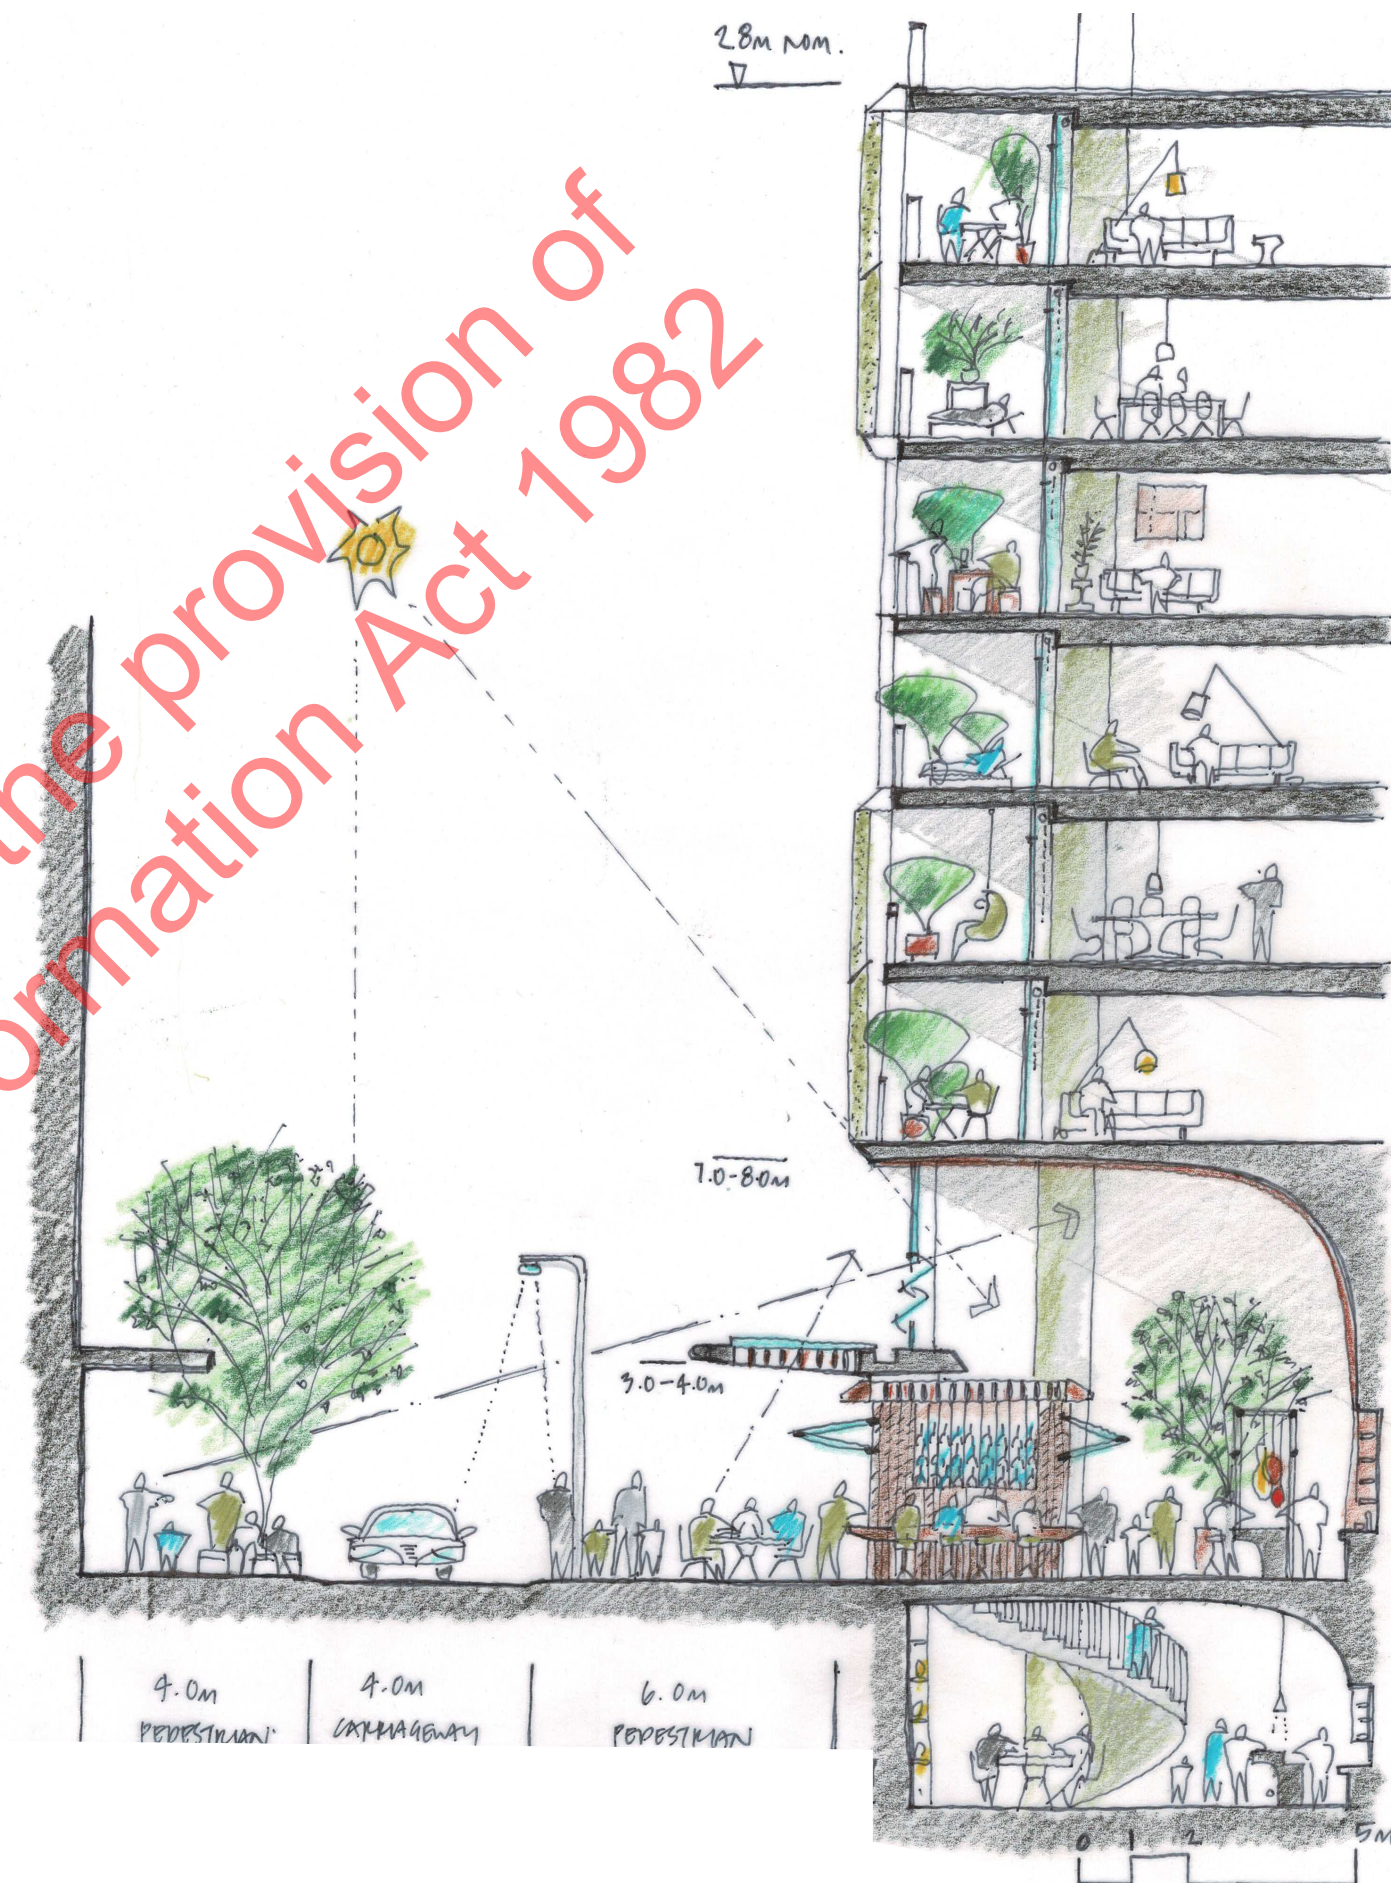 28m nom.
the provision of
ormation Act 1982
7.0-8.0m
3.0-4.0m
4.0m
PEDESTRIAN
4.0m
CARRIAGEWAY
6.0m
PEDESTRIAN
0 1 2 5m